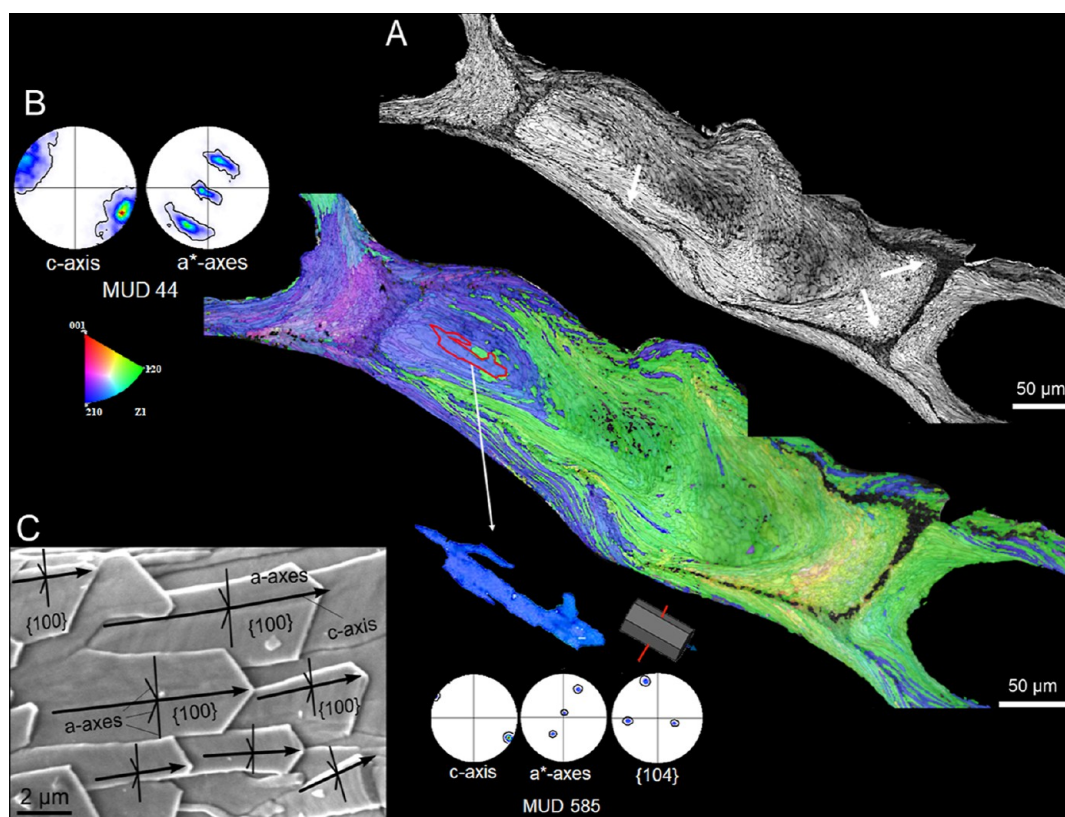 A
50 µm
B
c-axis
a*-axes
MUD 44
001
120
210
Z1
50 µm
c-axis
a*-axes
{104}
MUD 585
C
{100}
a-axes
{100}
c-axis
{100}
a-axes
{100}
2 µm